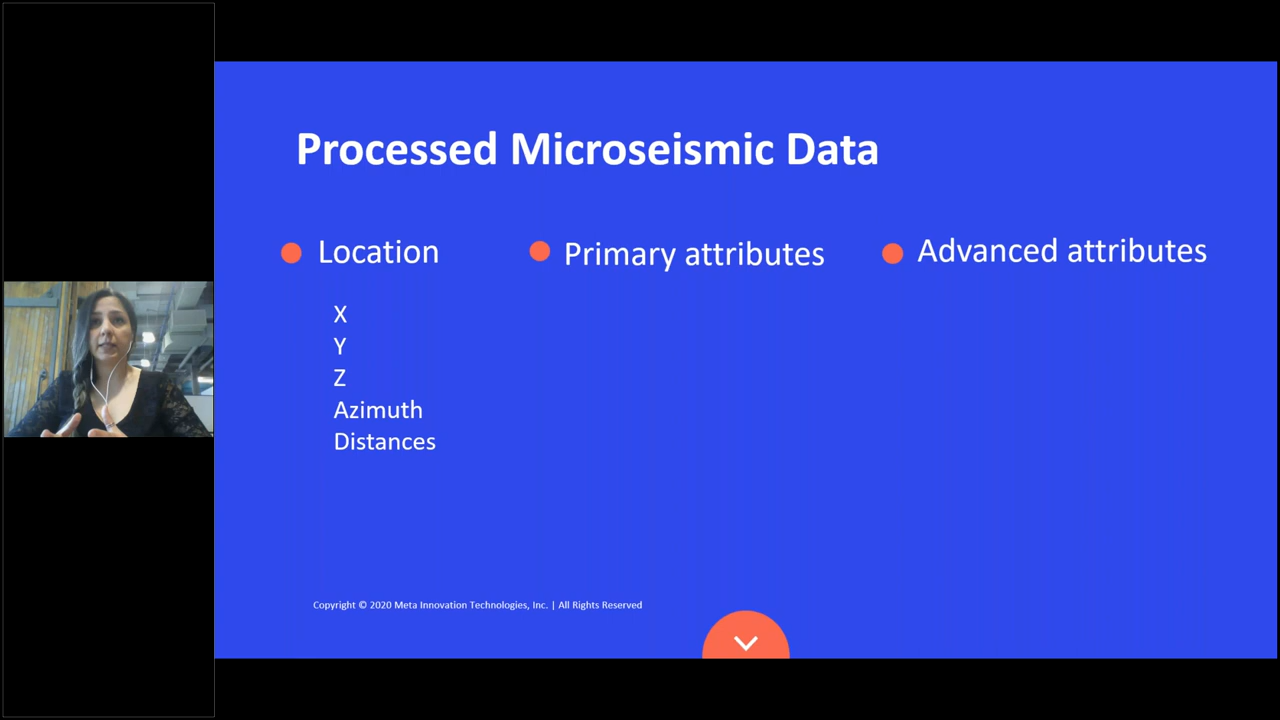 Processed Microseismic Data
Location
X
Y
Z
Azimuth
Distances
Primary attributes
Advanced attributes
Copyright © 2020 Meta Innovation Technologies, Inc. | All Rights Reserved